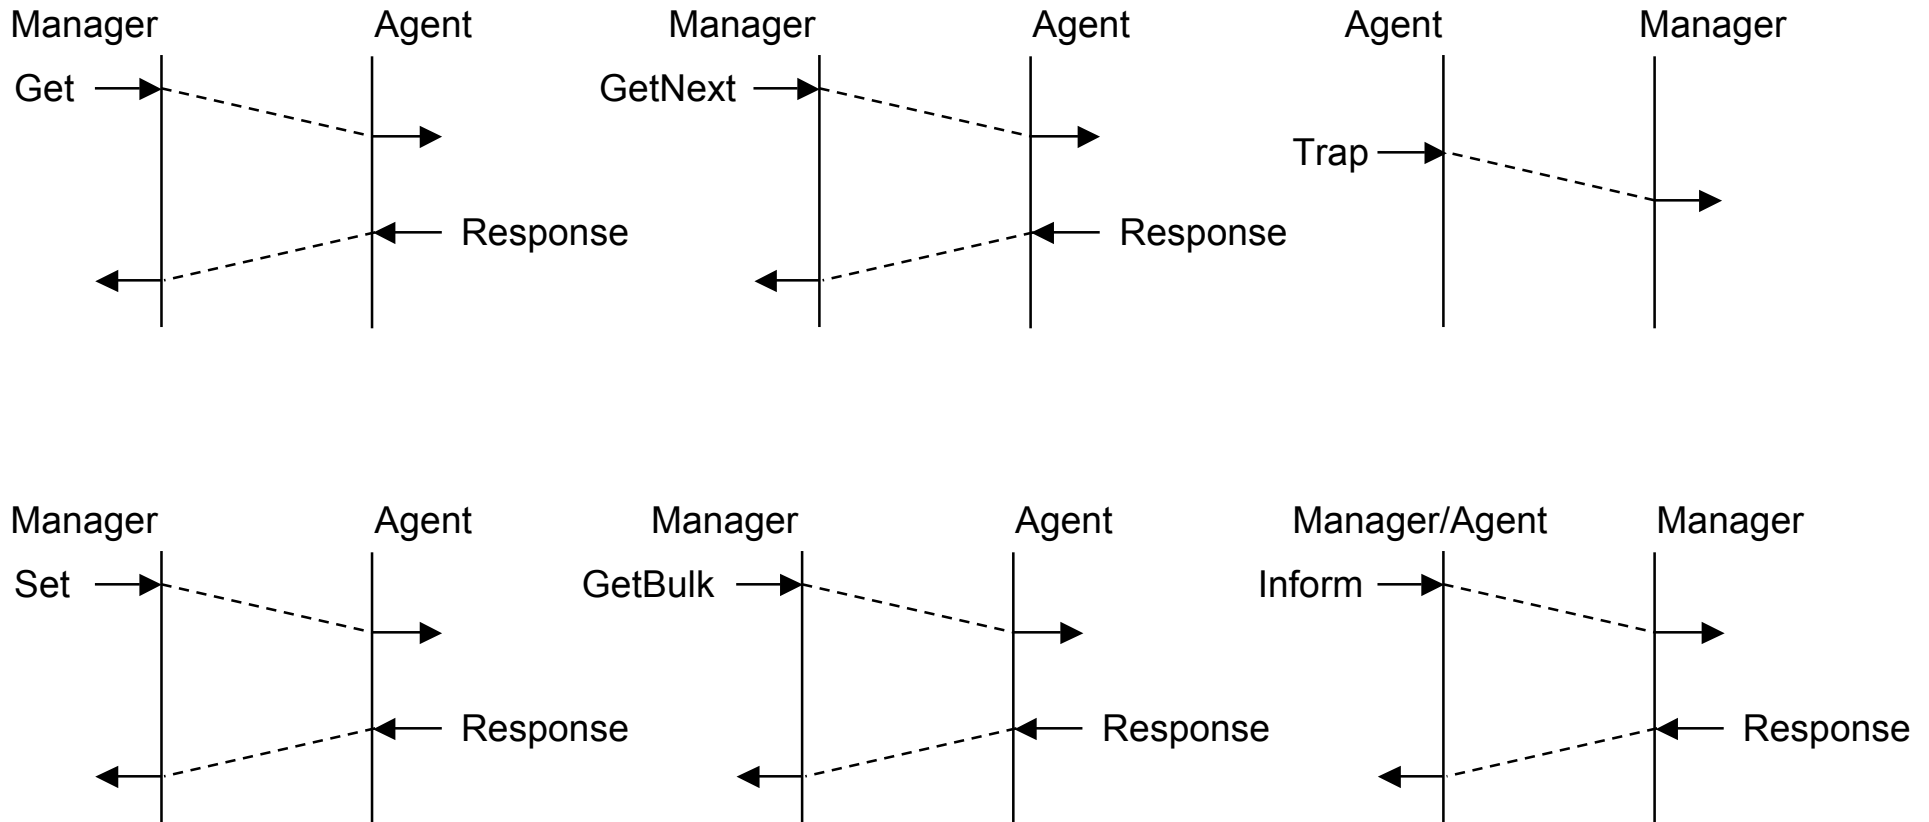 Manager Agent Manager Agent Agent Manager
Get GetNext
Trap
Response Response
Manager Agent Manager Agent Manager/Agent Manager
Set GetBulk Inform
Response Response Response